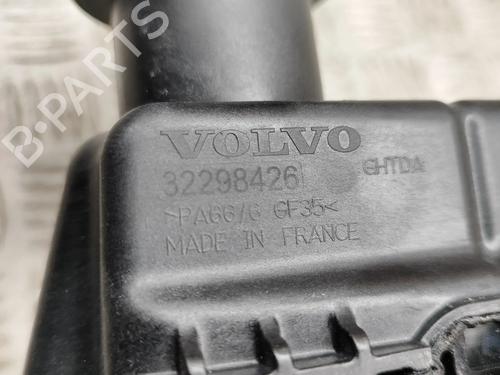 VOLVO
32298426
GHTDA
>PA66/6 GF35<
MADE IN FRANCE
B-PARTS